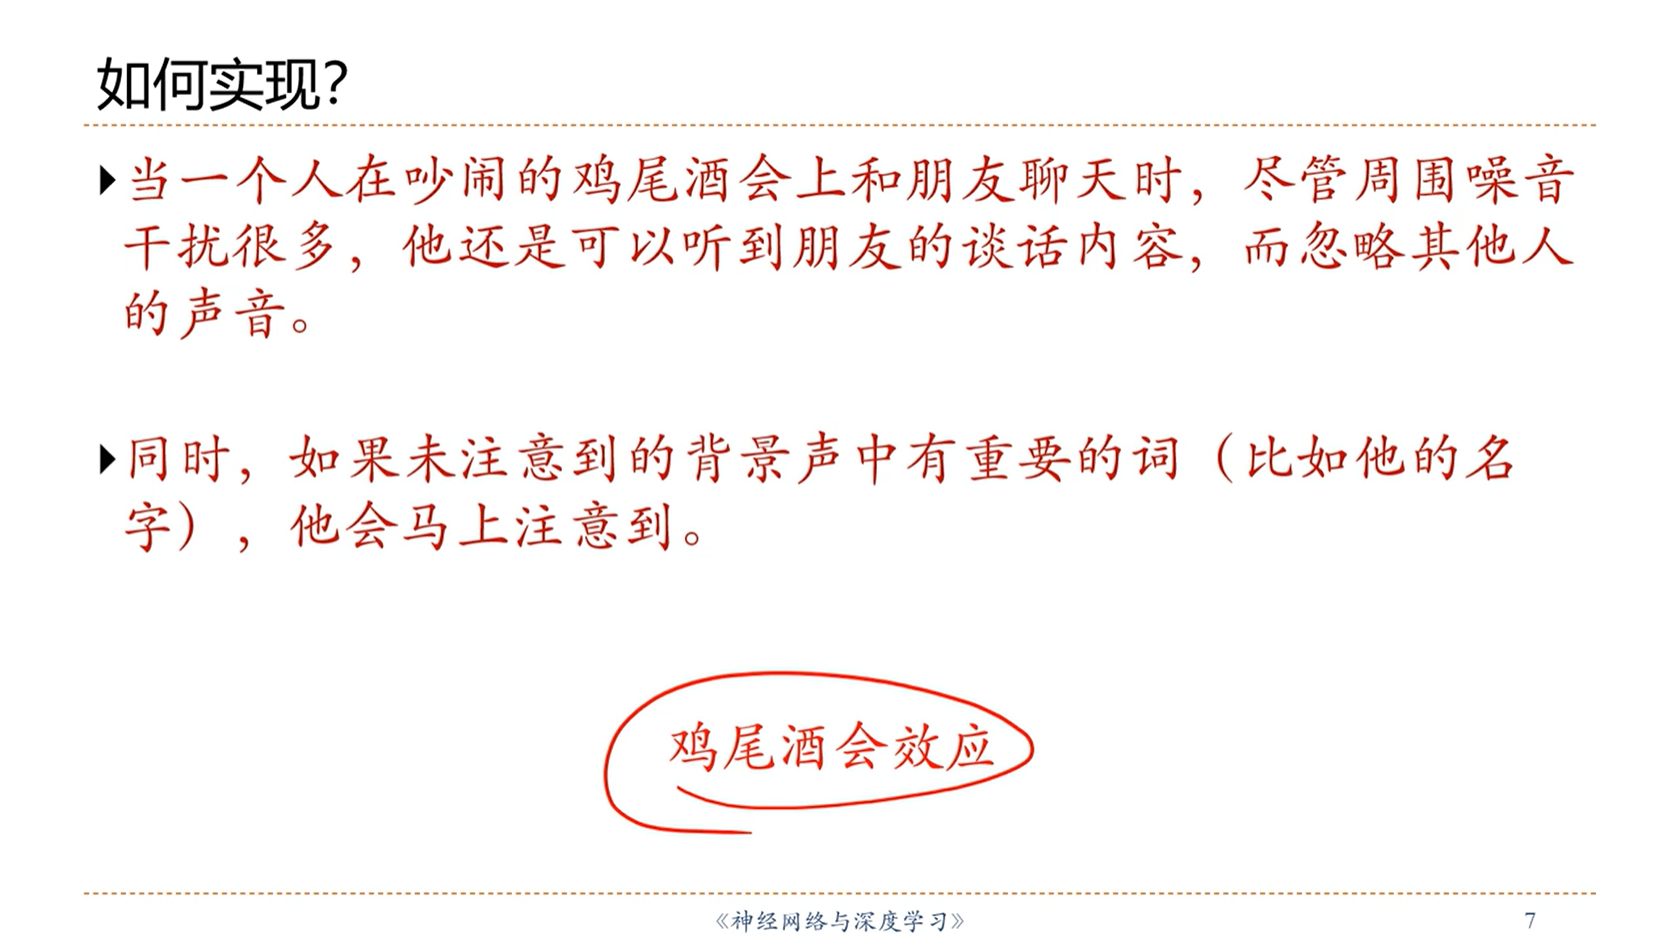 如何实现?
当一个人在吵闹的鸡尾酒会上和朋友聊天时，尽管周围噪音
干扰很多，他还是可以听到朋友的谈话内容，而忽略其他人
的声音。
同时，如果未注意到的背景声中有重要的词（比如他的名
字），他会马上注意到。
鸡尾酒会效应
《神经网络与深度学习》
7